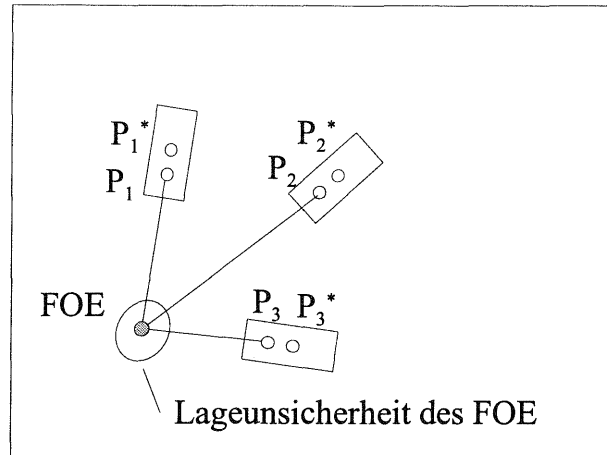 P₁*
P₁
P₂*
P₂
FOE
P₃ P₃*
Lageunsicherheit des FOE